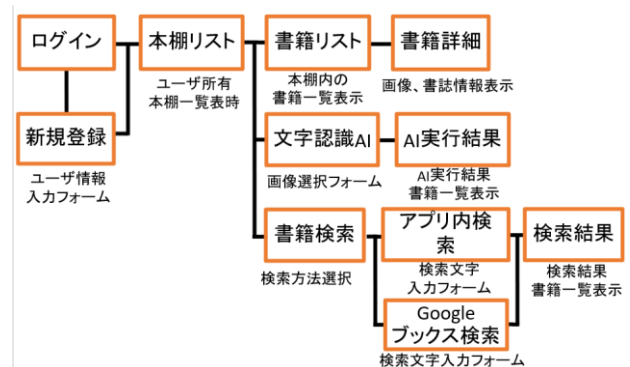 ログイン
本棚リスト
書籍リスト
書籍詳細
ユーザ所有
本棚一覧表時
本棚内の
書籍一覧表示
画像、書誌情報表示
新規登録
文字認識AI
AI実行結果
ユーザ情報
入力フォーム
画像選択フォーム
AI実行結果
書籍一覧表示
書籍検索
アプリ内検
索
検索結果
検索方法選択
検索文字
入力フォーム
検索結果
書籍一覧表示
Google
ブックス検索
検索文字入力フォーム